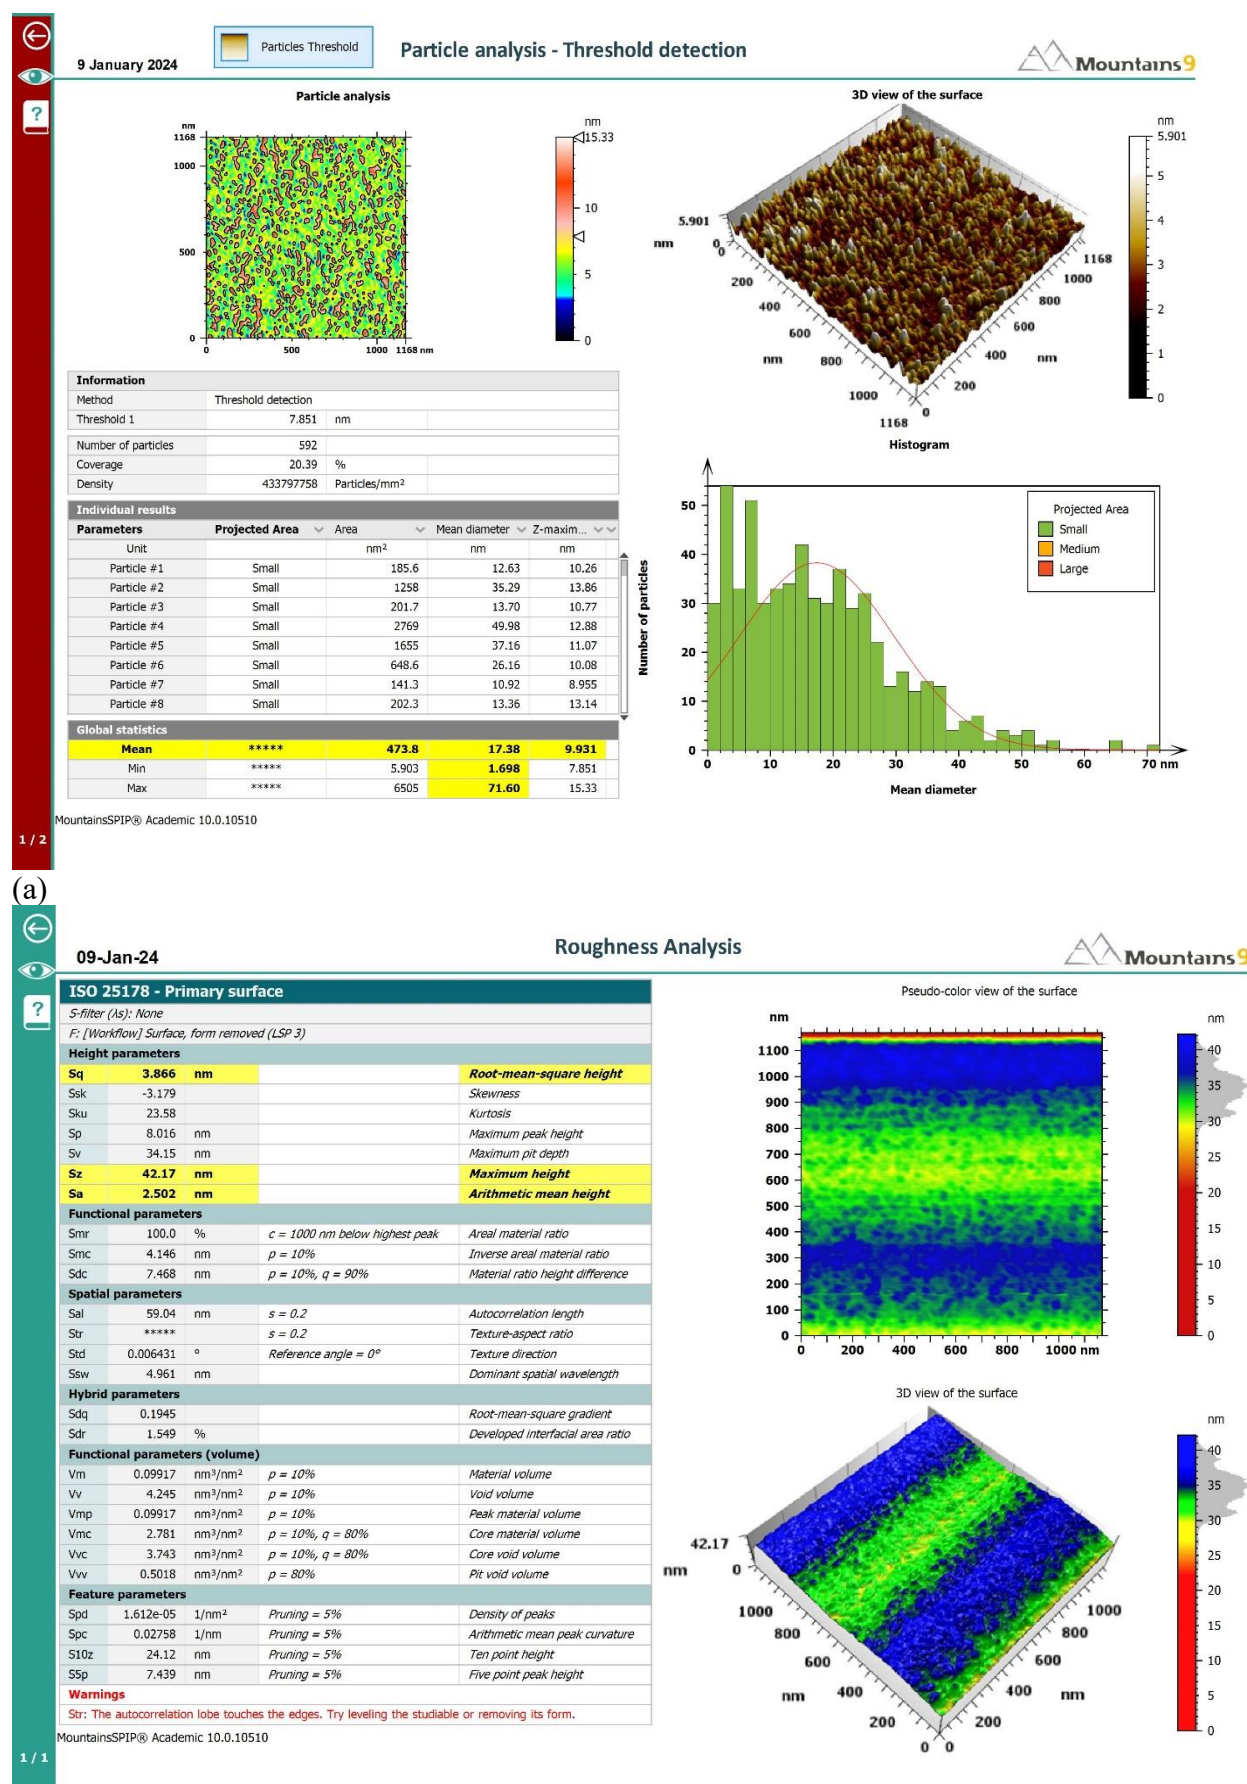 9 January 2024
Particles Threshold
Particle analysis - Threshold detection
Mountains9
?
Particle analysis
nm
1168
1000
500
0
0 500 1000 1168 nm
nm
15.33
10
5
0
3D view of the surface
5.901
nm
0
0
200
400
600
nm
800
1000
1168
1168
1000
800
600
nm
400
200
0
nm
5.901
5
4
3
2
1
0
Information
Method Threshold detection
Threshold 1 7.851 nm
Number of particles 592
Coverage 20.39 %
Density 433797758 Particles/mm²
Individual results
Parameters Projected Area Area Mean diameter Z-maxim...
Unit nm² nm nm
Particle #1 Small 185.6 12.63 10.26
Particle #2 Small 1258 35.29 13.86
Particle #3 Small 201.7 13.70 10.77
Particle #4 Small 2769 49.98 12.88
Particle #5 Small 1655 37.16 11.07
Particle #6 Small 648.6 26.16 10.08
Particle #7 Small 141.3 10.92 8.955
Particle #8 Small 202.3 13.36 13.14
Global statistics
Mean ***** 473.8 17.38 9.931
Min ***** 5.903 1.698 7.851
Max ***** 6505 71.60 15.33
Histogram
Number of particles
50
40
30
20
10
0
0 10 20 30 40 50 60 70 nm
Mean diameter
Projected Area
Small
Medium
Large
MountainsSPIP® Academic 10.0.10510
1 / 2
(a)
09-Jan-24
Roughness Analysis
Mountains9
?
ISO 25178 - Primary surface
S-filter (λs): None
F: [Workflow] Surface, form removed (LSP 3)
Height parameters
Sq 3.866 nm Root-mean-square height
Ssk -3.179 Skewness
Sku 23.58 Kurtosis
Sp 8.016 nm Maximum peak height
Sv 34.15 nm Maximum pit depth
Sz 42.17 nm Maximum height
Sa 2.502 nm Arithmetic mean height
Functional parameters
Smr 100.0 % c = 1000 nm below highest peak Areal material ratio
Smc 4.146 nm p = 10% Inverse areal material ratio
Sdc 7.468 nm p = 10%, q = 90% Material ratio height difference
Spatial parameters
Sal 59.04 nm s = 0.2 Autocorrelation length
Str ***** s = 0.2 Texture-aspect ratio
Std 0.006431 ° Reference angle = 0° Texture direction
Ssw 4.961 nm Dominant spatial wavelength
Hybrid parameters
Sdq 0.1945 Root-mean-square gradient
Sdr 1.549 % Developed interfacial area ratio
Functional parameters (volume)
Vm 0.09917 nm³/nm² p = 10% Material volume
Vv 4.245 nm³/nm² p = 10% Void volume
Vmp 0.09917 nm³/nm² p = 10% Peak material volume
Vmc 2.781 nm³/nm² p = 10%, q = 80% Core material volume
Vvc 3.743 nm³/nm² p = 10%, q = 80% Core void volume
Vvv 0.5018 nm³/nm² p = 80% Pit void volume
Feature parameters
Spd 1.612e-05 1/nm² Pruning = 5% Density of peaks
Spc 0.02758 1/nm Pruning = 5% Arithmetic mean peak curvature
S10z 24.12 nm Pruning = 5% Ten point height
S5p 7.439 nm Pruning = 5% Five point peak height
Warnings
Str: The autocorrelation lobe touches the edges. Try leveling the studiable or removing its form.
MountainsSPIP® Academic 10.0.10510
1 / 1
Pseudo-color view of the surface
nm
1100
1000
900
800
700
600
500
400
300
200
100
0
0 200 400 600 800 1000 nm
nm
40
35
30
25
20
15
10
5
0
3D view of the surface
42.17
nm
0
1000
800
600
nm
400
200
0
0
200
400
nm
600
800
1000
nm
40
35
30
25
20
15
10
5
0